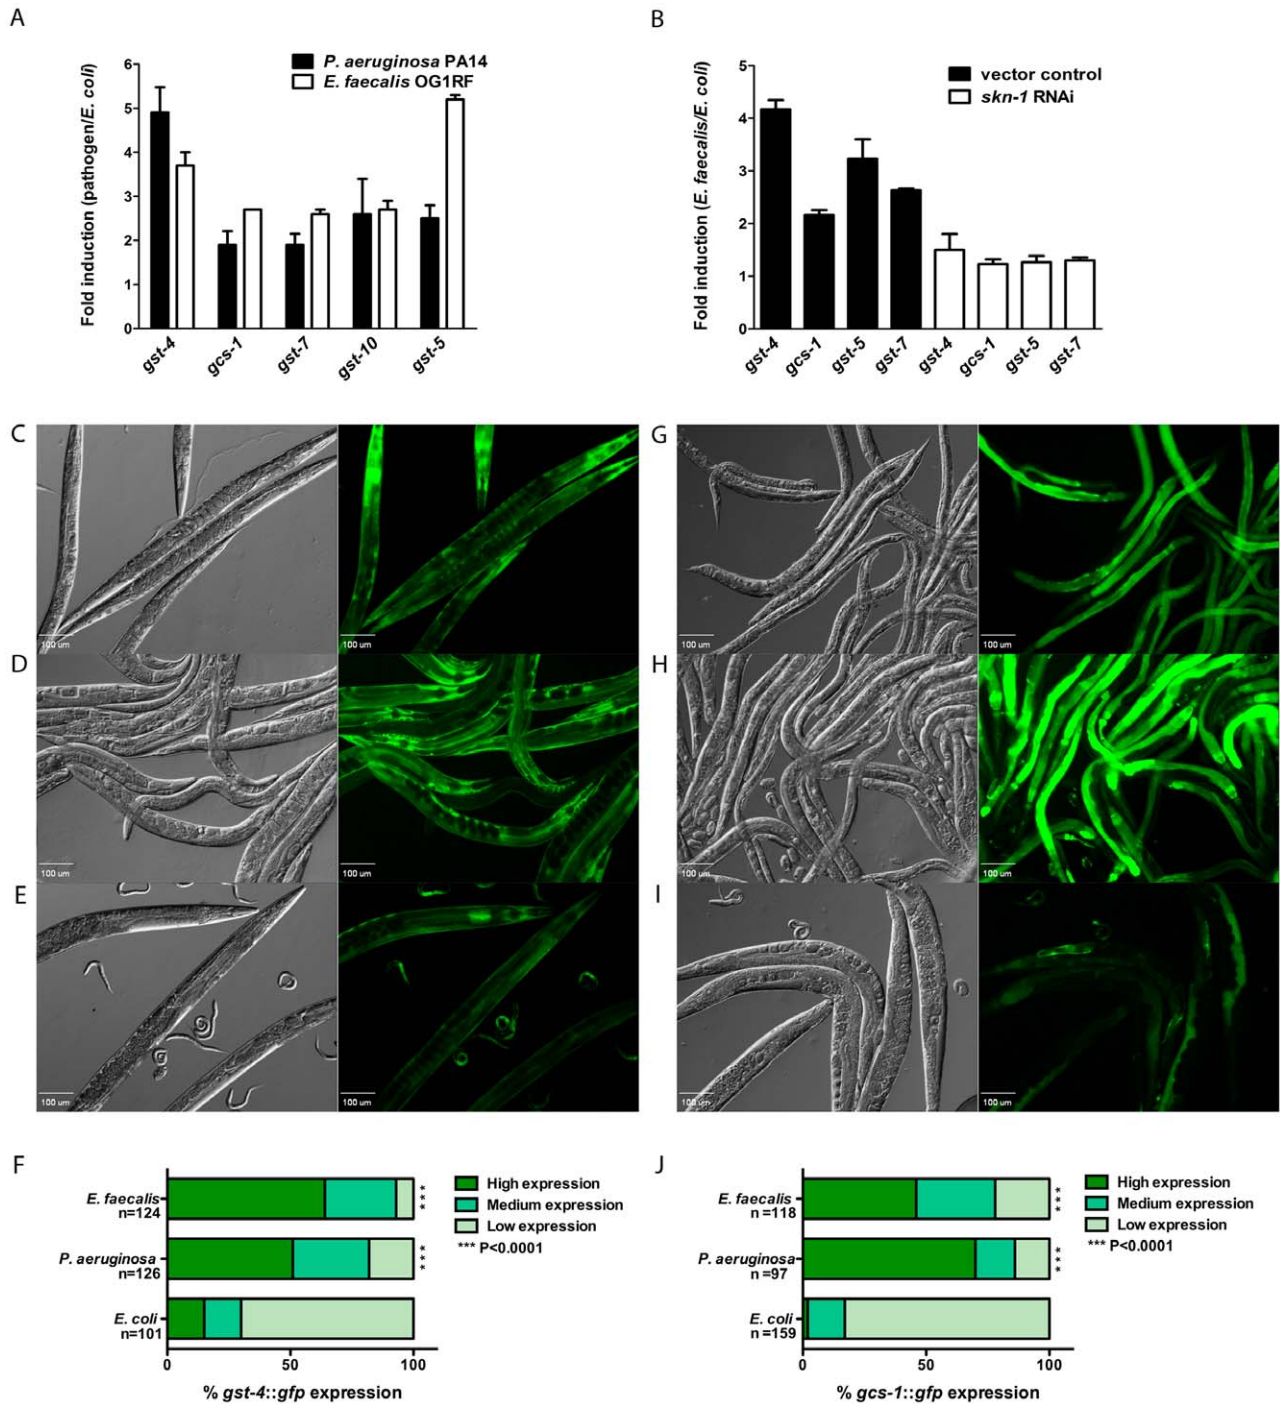 A
P. aeruginosa PA14
E. faecalis OG1RF
Fold induction (pathogen/E. coli)
6
5
4
3
2
1
0
gst-4
gcs-1
gst-7
gst-10
gst-5
B
vector control
skn-1 RNAi
Fold induction (E. faecalis/E. coli)
5
4
3
2
1
0
gst-4
gcs-1
gst-5
gst-7
gst-4
gcs-1
gst-5
gst-7
C
100 um
100 um
D
100 um
100 um
E
100 um
100 um
G
100 um
100 um
H
100 um
100 um
I
100 um
100 um
F
E. faecalis
n=124
P. aeruginosa
n=126
E. coli
n=101
***
***
High expression
Medium expression
Low expression
*** P<0.0001
0
50
100
% gst-4::gfp expression
J
E. faecalis
n =118
P. aeruginosa
n =97
E. coli
n =159
***
***
High expression
Medium expression
Low expression
*** P<0.0001
0
50
100
% gcs-1::gfp expression